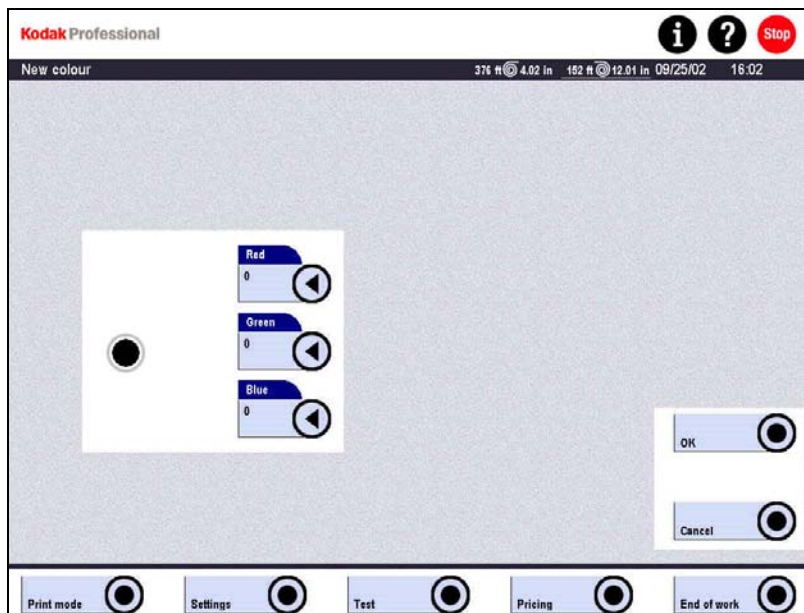 Kodak Professional
i ? Stop
New colour 376 ft 4.02 in 152 ft 12.01 in 09/25/02 16:02
Red
0
Green
0
Blue
0
OK
Cancel
Print mode Settings Test Pricing End of work